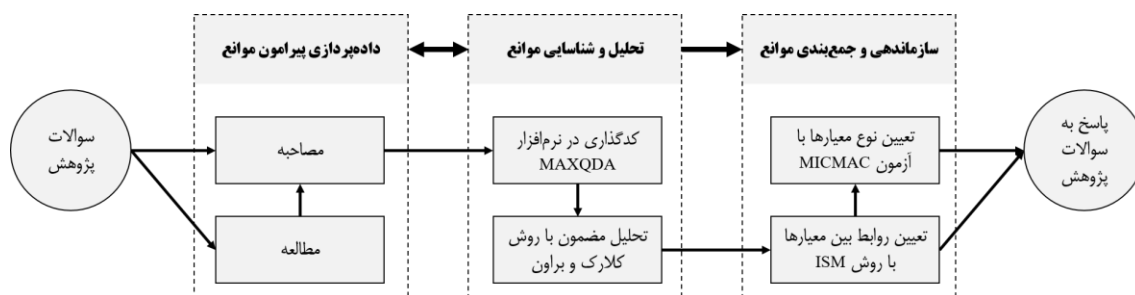 داده‌پردازی پیرامون موانع
تحلیل و شناسایی موانع
سازماندهی و جمع‌بندی موانع
سوالات
پژوهش
مصاحبه
مطالعه
کدگذاری در نرم‌افزار
MAXQDA
تحلیل مضمون با روش
کلارک و براون
تعیین نوع معیارها با
آزمون MICMAC
تعیین روابط بین معیارها
با روش ISM
پاسخ به
سوالات
پژوهش